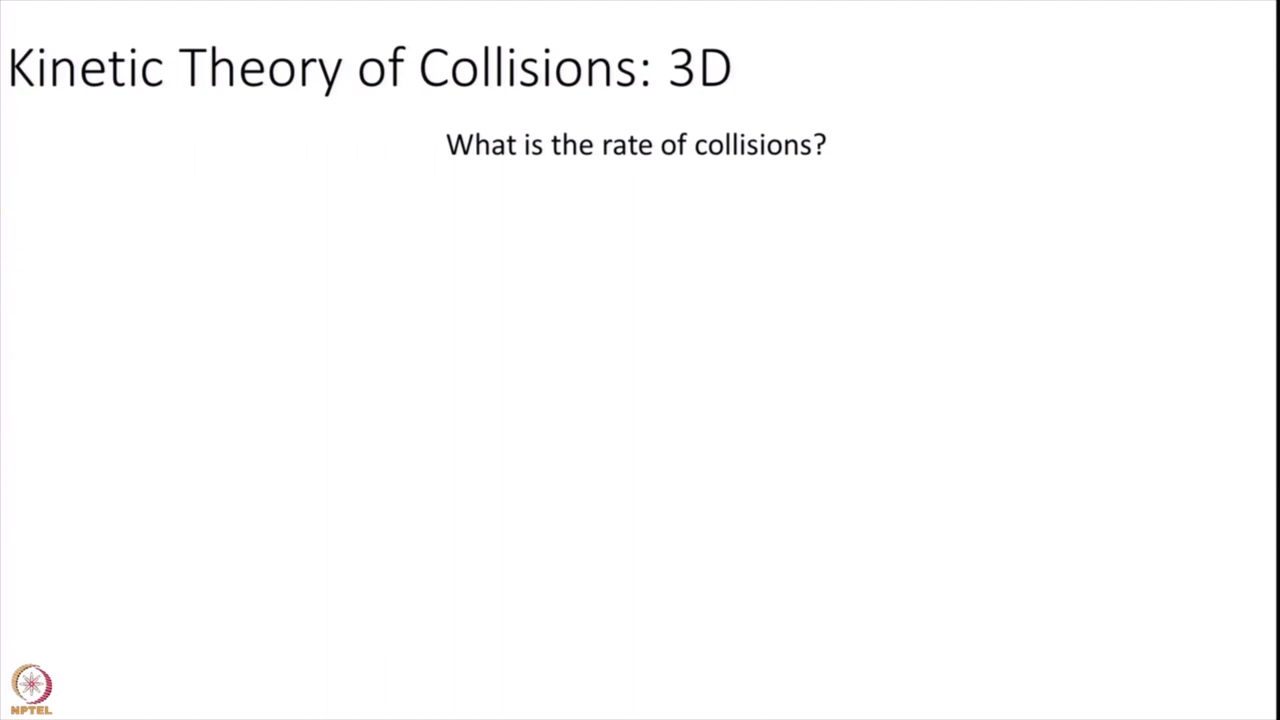 Kinetic Theory of Collisions: 3D
What is the rate of collisions?
NPTEL